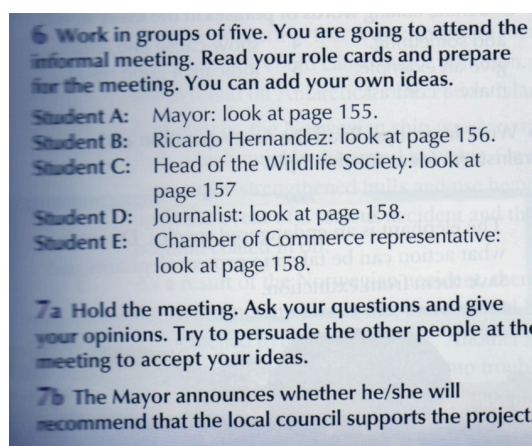 6 Work in groups of five. You are going to attend the
informal meeting. Read your role cards and prepare
for the meeting. You can add your own ideas.
Student A: Mayor: look at page 155.
Student B: Ricardo Hernandez: look at page 156.
Student C: Head of the Wildlife Society: look at
page 157
Student D: Journalist: look at page 158.
Student E: Chamber of Commerce representative:
look at page 158.
7a Hold the meeting. Ask your questions and give
your opinions. Try to persuade the other people at the
meeting to accept your ideas.
7b The Mayor announces whether he/she will
recommend that the local council supports the project.